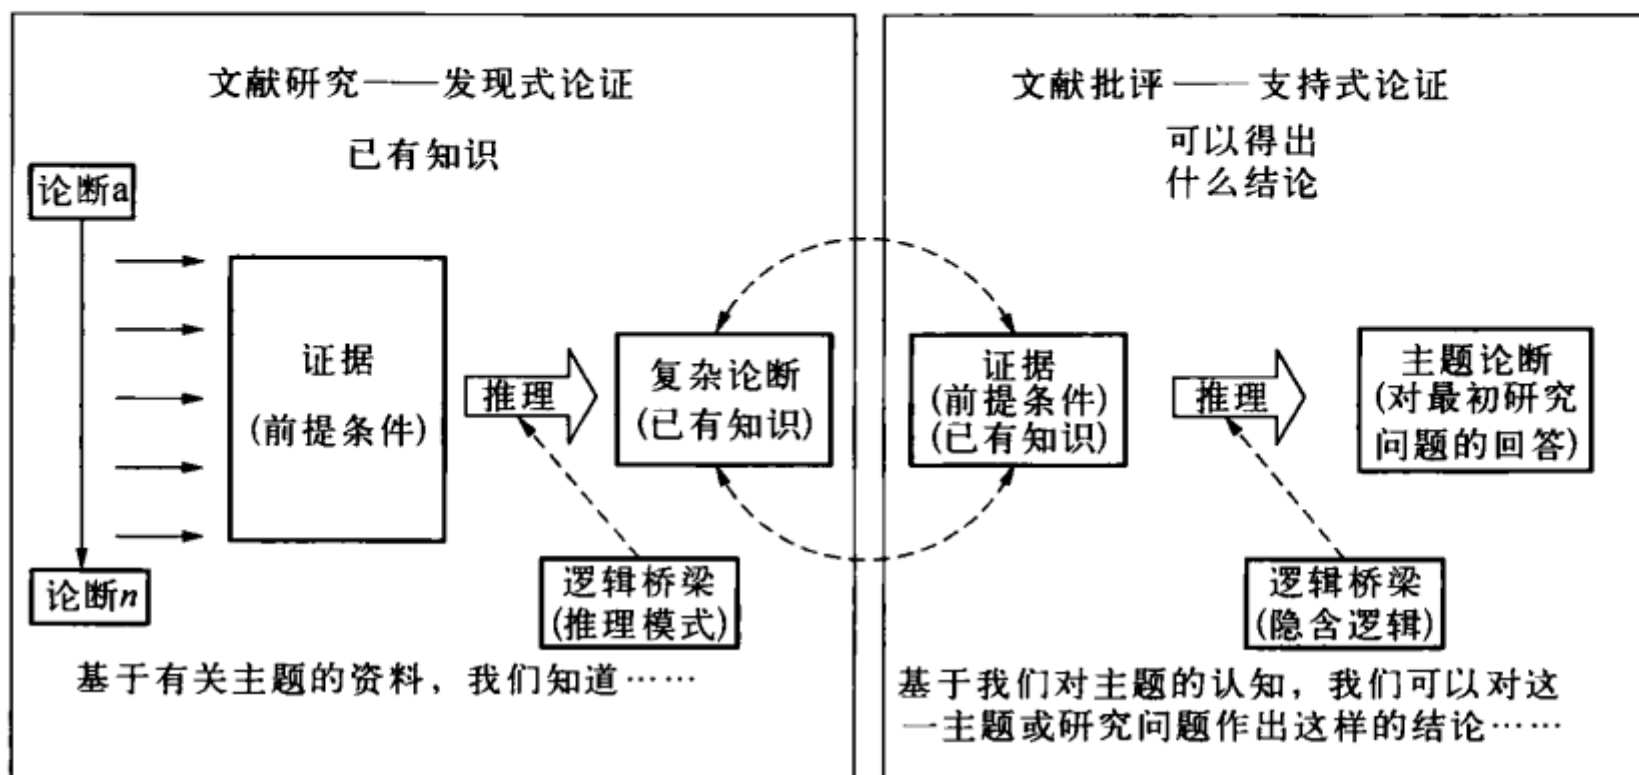 文献研究——发现式论证
已有知识
论断a
证据
(前提条件)
推理
复杂论断
(已有知识)
论断n
逻辑桥梁
(推理模式)
基于有关主题的资料，我们知道……
文献批评——支持式论证
可以得出
什么结论
证据
(前提条件)
(已有知识)
推理
主题论断
(对最初研究
问题的回答)
逻辑桥梁
(隐含逻辑)
基于我们对主题的认知，我们可以对这
一主题或研究问题作出这样的结论……